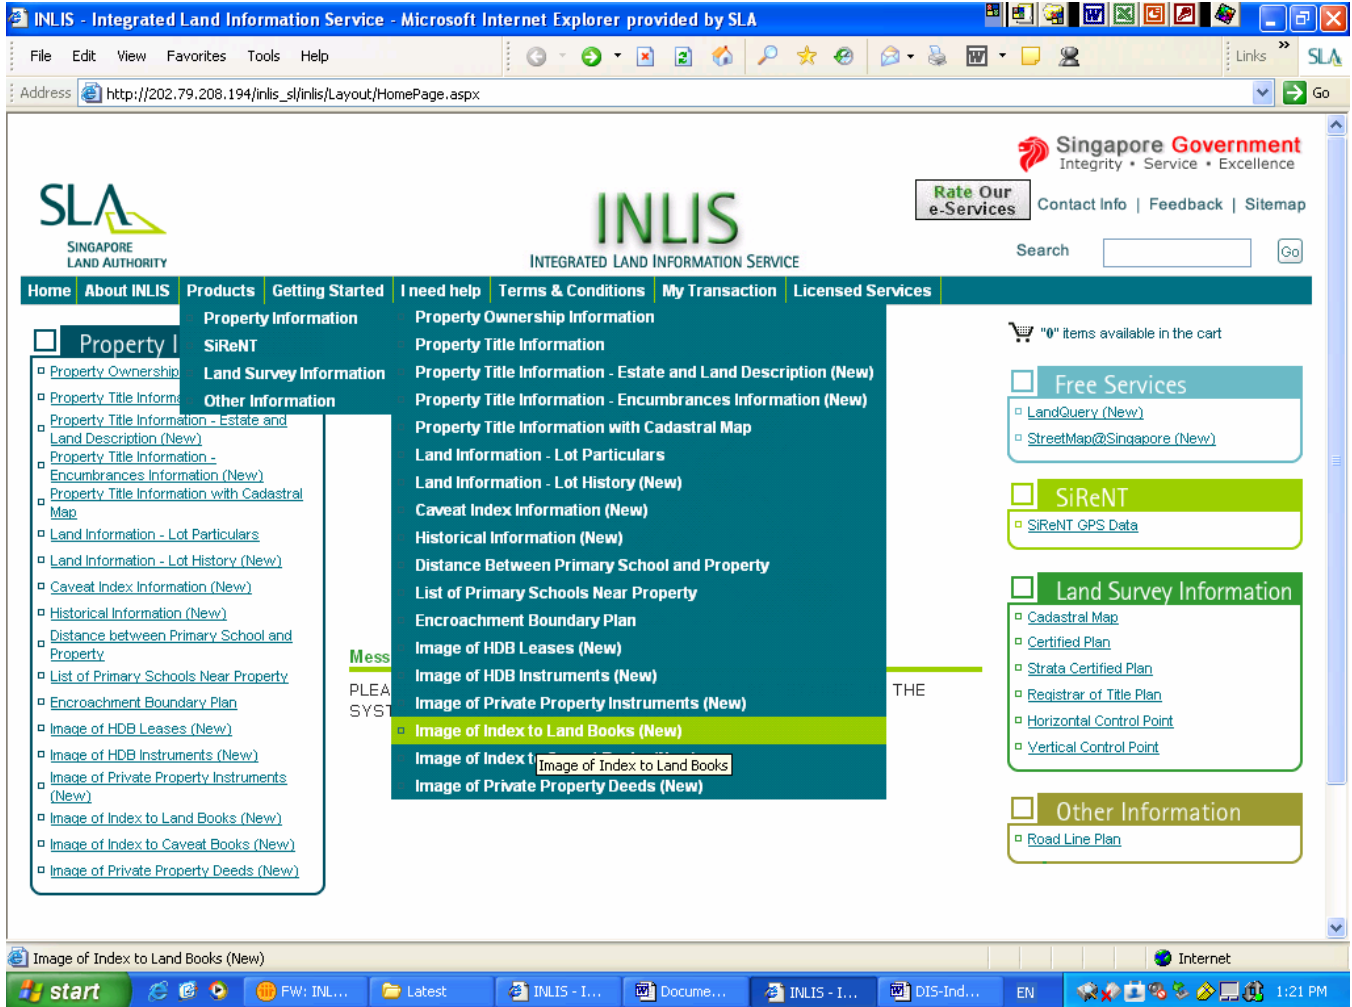 INLIS - Integrated Land Information Service - Microsoft Internet Explorer provided by SLA
File Edit View Favorites Tools Help
Links »
SLA
Address http://202.79.208.194/inlis_sl/inlis/Layout/HomePage.aspx
Go
Singapore Government
Integrity • Service • Excellence
SLA
SINGAPORE
LAND AUTHORITY
INLIS
INTEGRATED LAND INFORMATION SERVICE
Rate Our
e-Services
Contact Info | Feedback | Sitemap
Search
Go
Home About INLIS Products Getting Started I need help Terms & Conditions My Transaction Licensed Services
Property Information
SiReNT
Land Survey Information
Other Information
Property Ownership Information
Property Title Information
Property Title Information - Estate and Land Description (New)
Property Title Information - Encumbrances Information (New)
Property Title Information with Cadastral Map
Land Information - Lot Particulars
Land Information - Lot History (New)
Caveat Index Information (New)
Historical Information (New)
Distance Between Primary School and Property
List of Primary Schools Near Property
Encroachment Boundary Plan
Image of HDB Leases (New)
Image of HDB Instruments (New)
Image of Private Property Instruments (New)
Image of Index to Land Books (New)
Image of Index t
Image of Index to Land Books
Image of Private Property Deeds (New)
Property I
Property Ownership
Property Title Informa
Property Title Information - Estate and
Land Description (New)
Property Title Information -
Encumbrances Information (New)
Property Title Information with Cadastral
Map
Land Information - Lot Particulars
Land Information - Lot History (New)
Caveat Index Information (New)
Historical Information (New)
Distance between Primary School and
Property
List of Primary Schools Near Property
Encroachment Boundary Plan
Image of HDB Leases (New)
Image of HDB Instruments (New)
Image of Private Property Instruments
(New)
Image of Index to Land Books (New)
Image of Index to Caveat Books (New)
Image of Private Property Deeds (New)
Mess
PLEA
THE
SYST
"0" items available in the cart
Free Services
LandQuery (New)
StreetMap@Singapore (New)
SiReNT
SiReNT GPS Data
Land Survey Information
Cadastral Map
Certified Plan
Strata Certified Plan
Registrar of Title Plan
Horizontal Control Point
Vertical Control Point
Other Information
Road Line Plan
Image of Index to Land Books (New)
Internet
start
FW: INL...
Latest
INLIS - I...
Docume...
INLIS - I...
DIS-Ind...
EN
1:21 PM